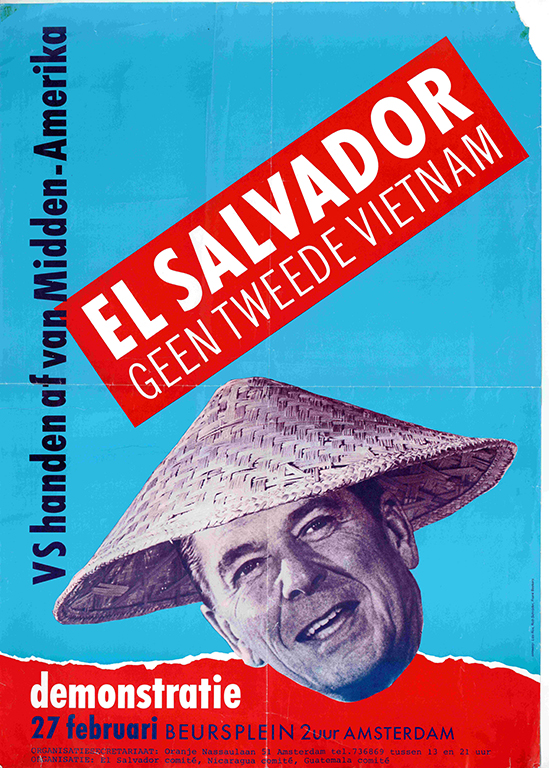 VS handen af van Midden-Amerika
EL SALVADOR
GEEN TWEEDE VIETNAM
demonstratie
27 februari BEURSPLEIN 2uur AMSTERDAM
ORGANISATIESEKRETARIAAT: Oranje Nassaulaan 51 Amsterdam tel.736869 tussen 13 en 21 uur
ORGANISATIE: El Salvador comité, Nicaragua comité, Guatemala comité